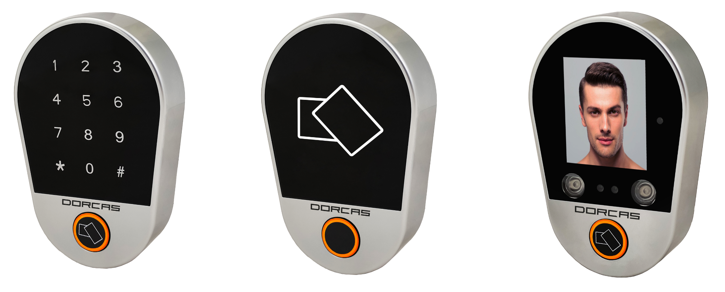 1 2 3
4 5 6
7 8 9
* 0 #
DORCAS
DORCAS
DORCAS